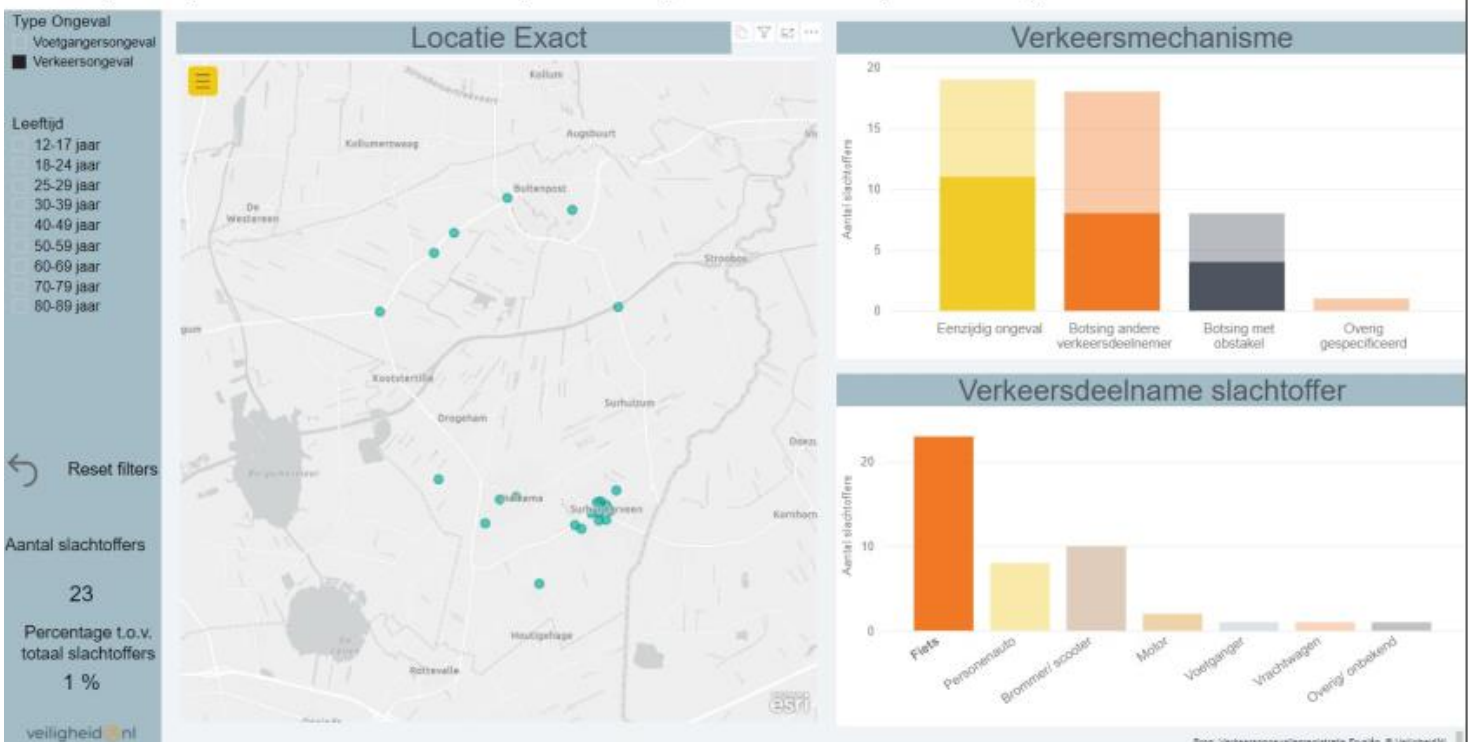 Type Ongeval
Voetgangersongeval
Verkeersongeval
Leeftijd
12-17 jaar
18-24 jaar
25-29 jaar
30-39 jaar
40-49 jaar
50-59 jaar
60-69 jaar
70-79 jaar
80-89 jaar
Reset filters
Aantal slachtoffers
23
Percentage t.o.v.
totaal slachtoffers
1 %
veiligheid nl
Locatie Exact
Kollum
Augsbuurt
Kollumerzwaag
Buitenpost
De
Westereen
Stroobos
gum
Kootstertille
Drogeham
Surhuizum
Doezu
Surhuisterveen
Kornhorn
Houtigehage
Rottevalle
esri
Verkeersmechanisme
Aantal slachtoffers
20
15
10
5
0
Eenzijdig ongeval
Botsing andere
verkeersdeelnemer
Botsing met
obstakel
Overig
gespecificeerd
Verkeersdeelname slachtoffer
Aantal slachtoffers
20
10
0
Fiets
Personenauto
Brommer/ scooter
Motor
Voetganger
Vrachtwagen
Overig/ onbekend